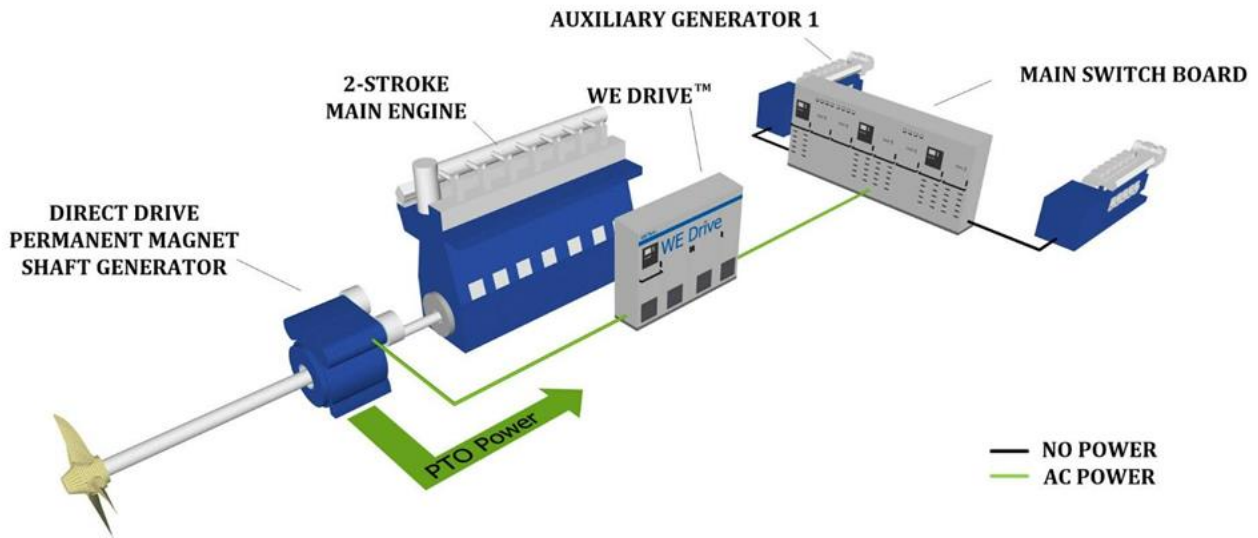 AUXILIARY GENERATOR 1
2-STROKE
MAIN ENGINE
WE DRIVE™
MAIN SWITCH BOARD
DIRECT DRIVE
PERMANENT MAGNET
SHAFT GENERATOR
WE Drive
PTO Power
NO POWER
AC POWER